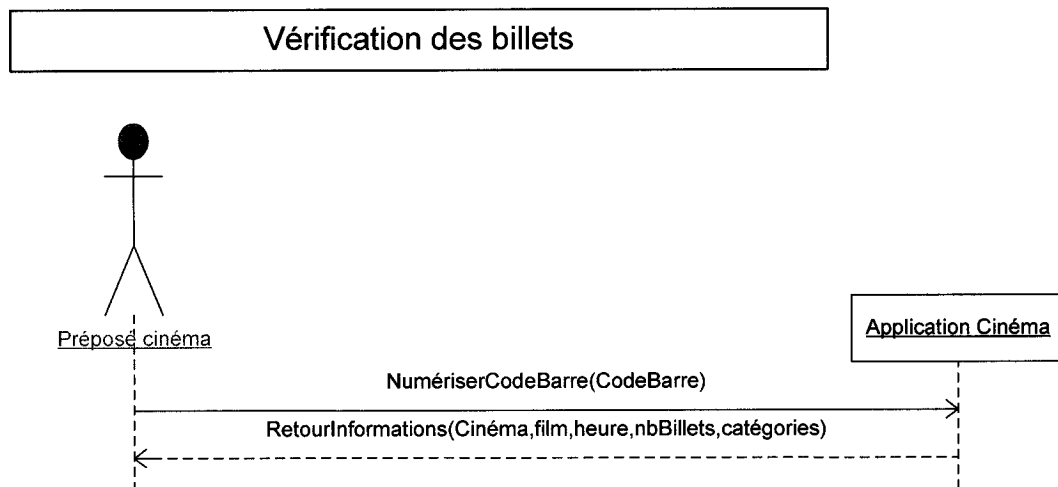 Vérification des billets
Préposé cinéma
Application Cinéma
NumériserCodeBarre(CodeBarre)
RetourInformations(Cinéma,film,heure,nbBillets,catégories)